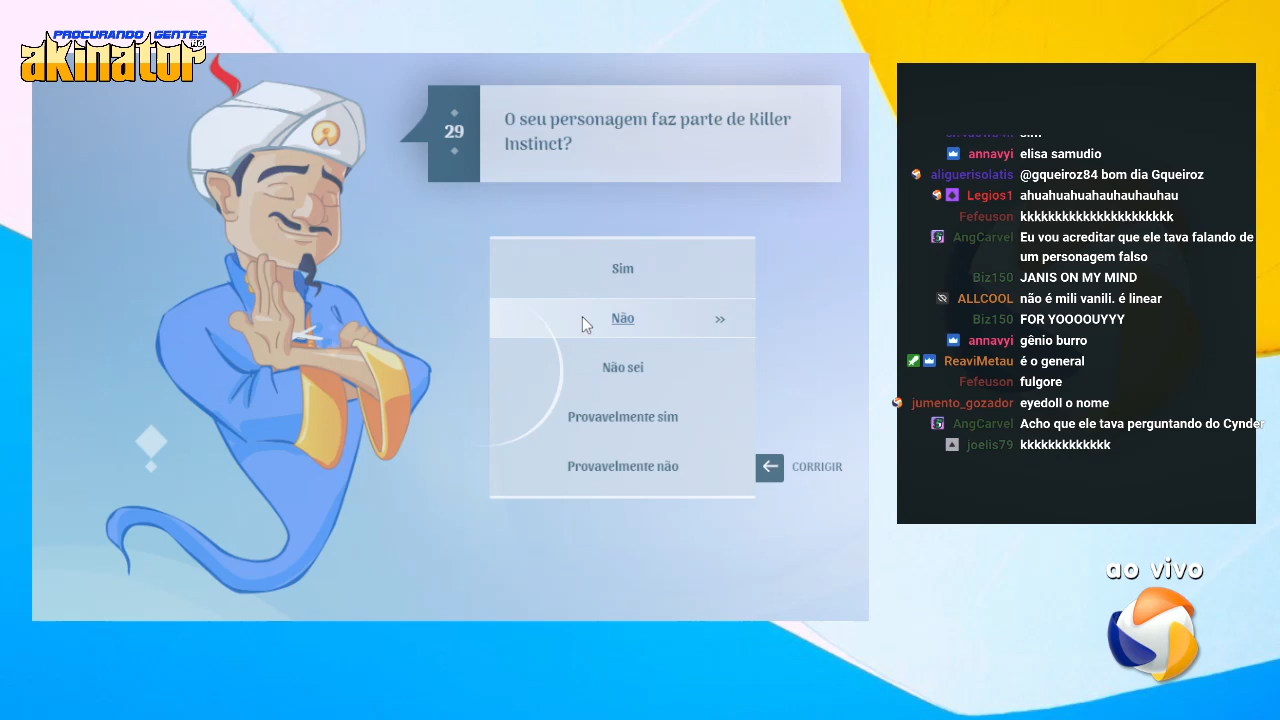 PROCURANDO GENTES
akinator
29
O seu personagem faz parte de Killer
Instinct?
Sim
Não
Não sei
Provavelmente sim
Provavelmente não
CORRIGIR
sim
annavyi elisa samudio
aliguerisolatis @gqueiroz84 bom dia Gqueiroz
Legios1 ahuahuahuahauhauhauhau
Fefeuson kkkkkkkkkkkkkkkkkkkkkk
AngCarvel Eu vou acreditar que ele tava falando de
um personagem falso
Biz150 JANIS ON MY MIND
ALLCOOL não é mili vanili. é linear
Biz150 FOR YOOOOUYYY
annavyi gênio burro
ReaviMetau é o general
Fefeuson fulgore
jumento_gozador eyedoll o nome
AngCarvel Acho que ele tava perguntando do Cynder
joelis79 kkkkkkkkkkkkk
ao vivo